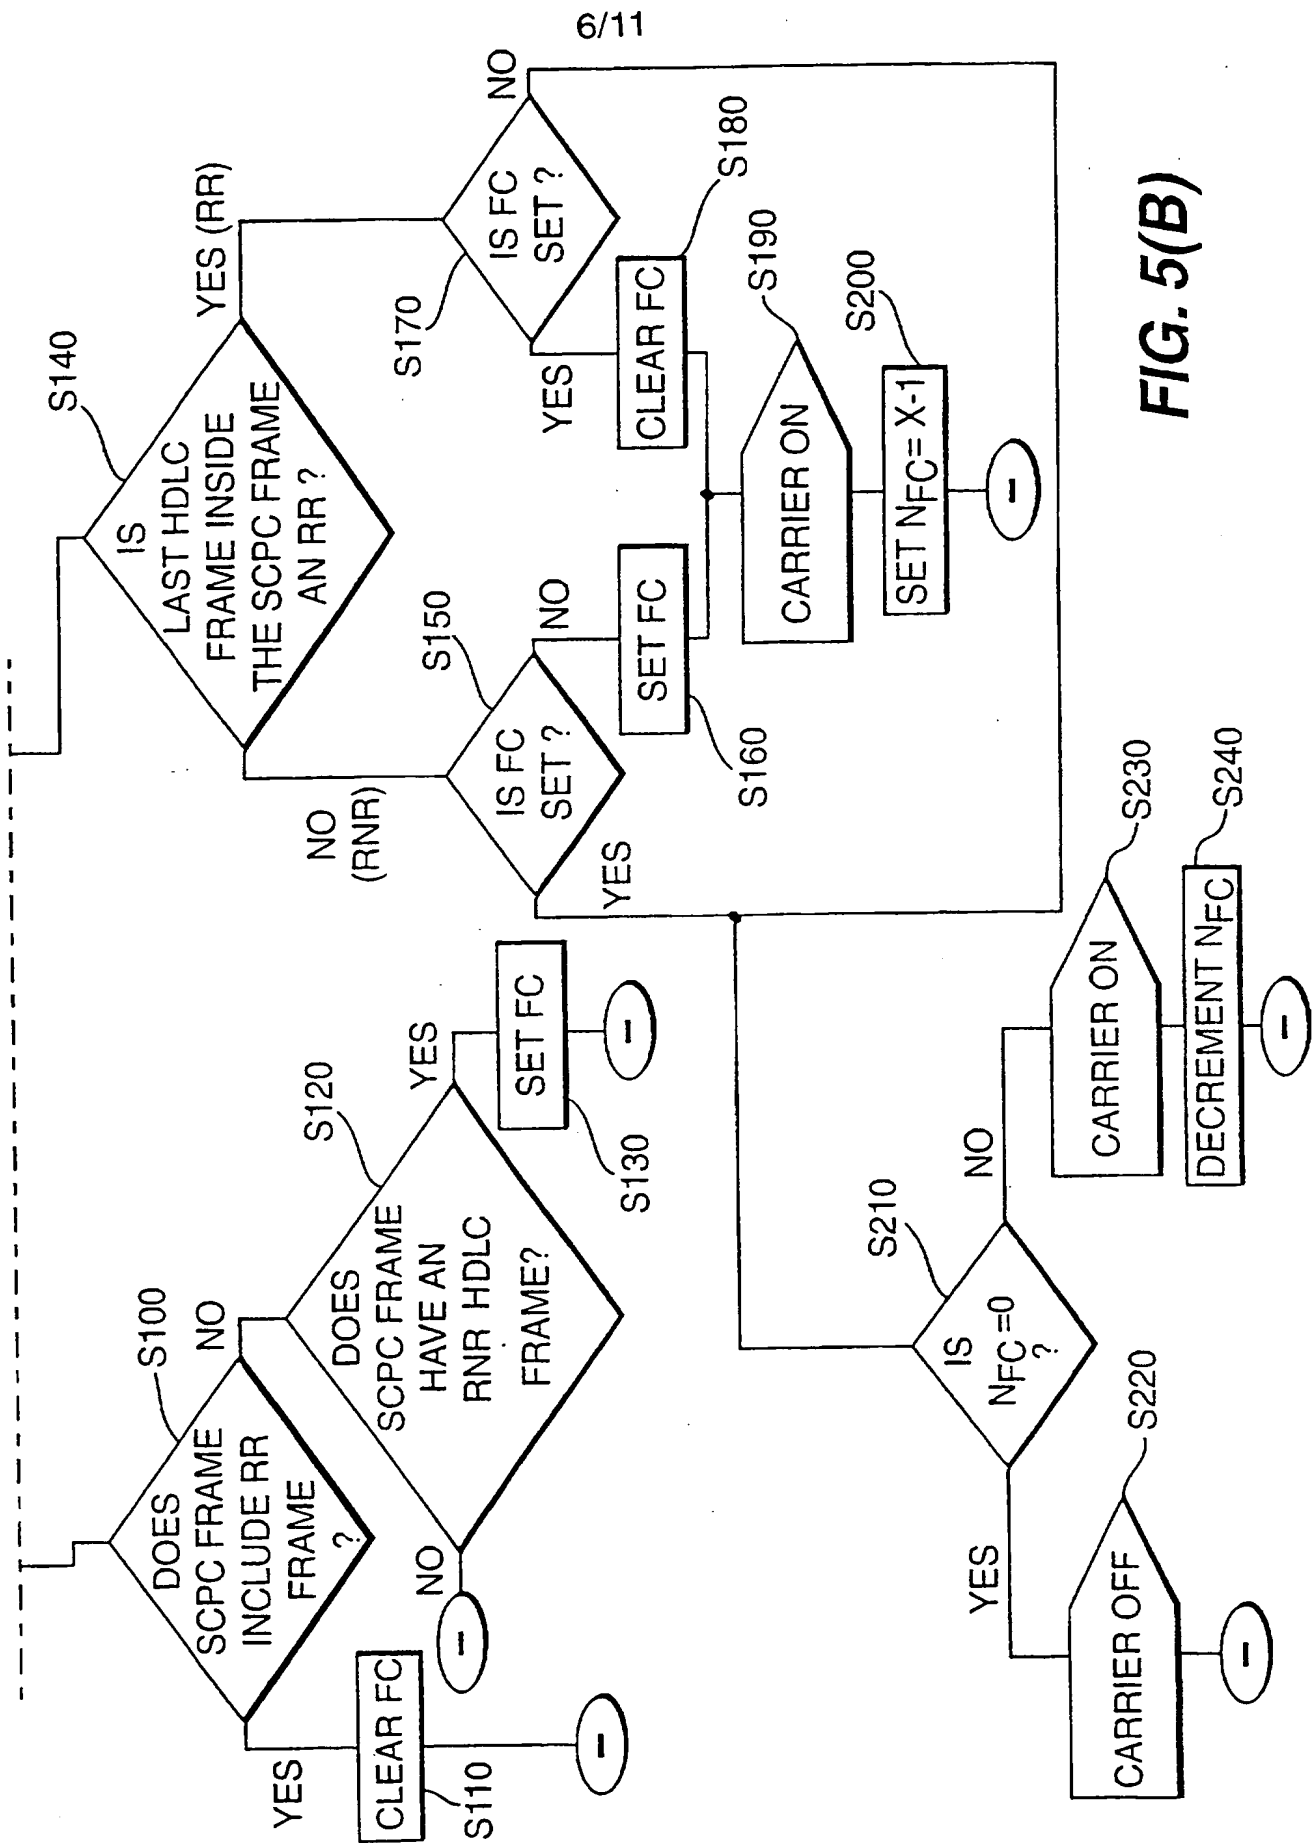 6/11
S100
DOES
SCPC FRAME
INCLUDE RR
FRAME
?
YES
NO
CLEAR FC
S110
–
S120
DOES
SCPC FRAME
HAVE AN
RNR HDLC
FRAME?
NO
YES
–
SET FC
S130
–
S140
IS
LAST HDLC
FRAME INSIDE
THE SCPC FRAME
AN RR ?
NO
(RNR)
YES (RR)
S150
IS FC
SET ?
YES
NO
SET FC
S160
S170
IS FC
SET ?
YES
NO
CLEAR FC
S180
CARRIER ON
S190
SET NFC= X-1
S200
–
S210
IS
NFC=0
?
YES
NO
CARRIER OFF
S220
–
CARRIER ON
S230
DECREMENT NFC
S240
–
FIG. 5(B)